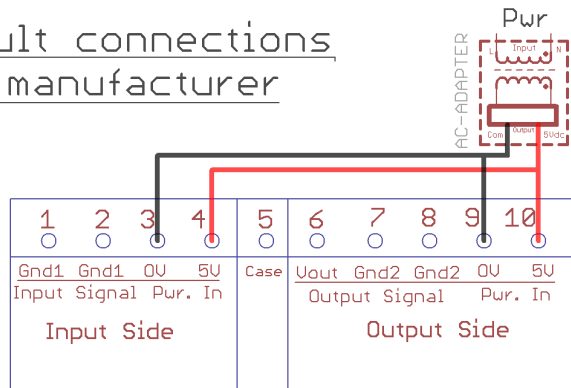 ult connections
manufacturer
Pwr
AC-ADAPTER
L Input N
Com Output 5Vdc
1 2 3 4 5 6 7 8 9 10
Gnd1 Gnd1 0V 5V Case Vout Gnd2 Gnd2 0V 5V
Input Signal Pwr. In Output Signal Pwr. In
Input Side Output Side